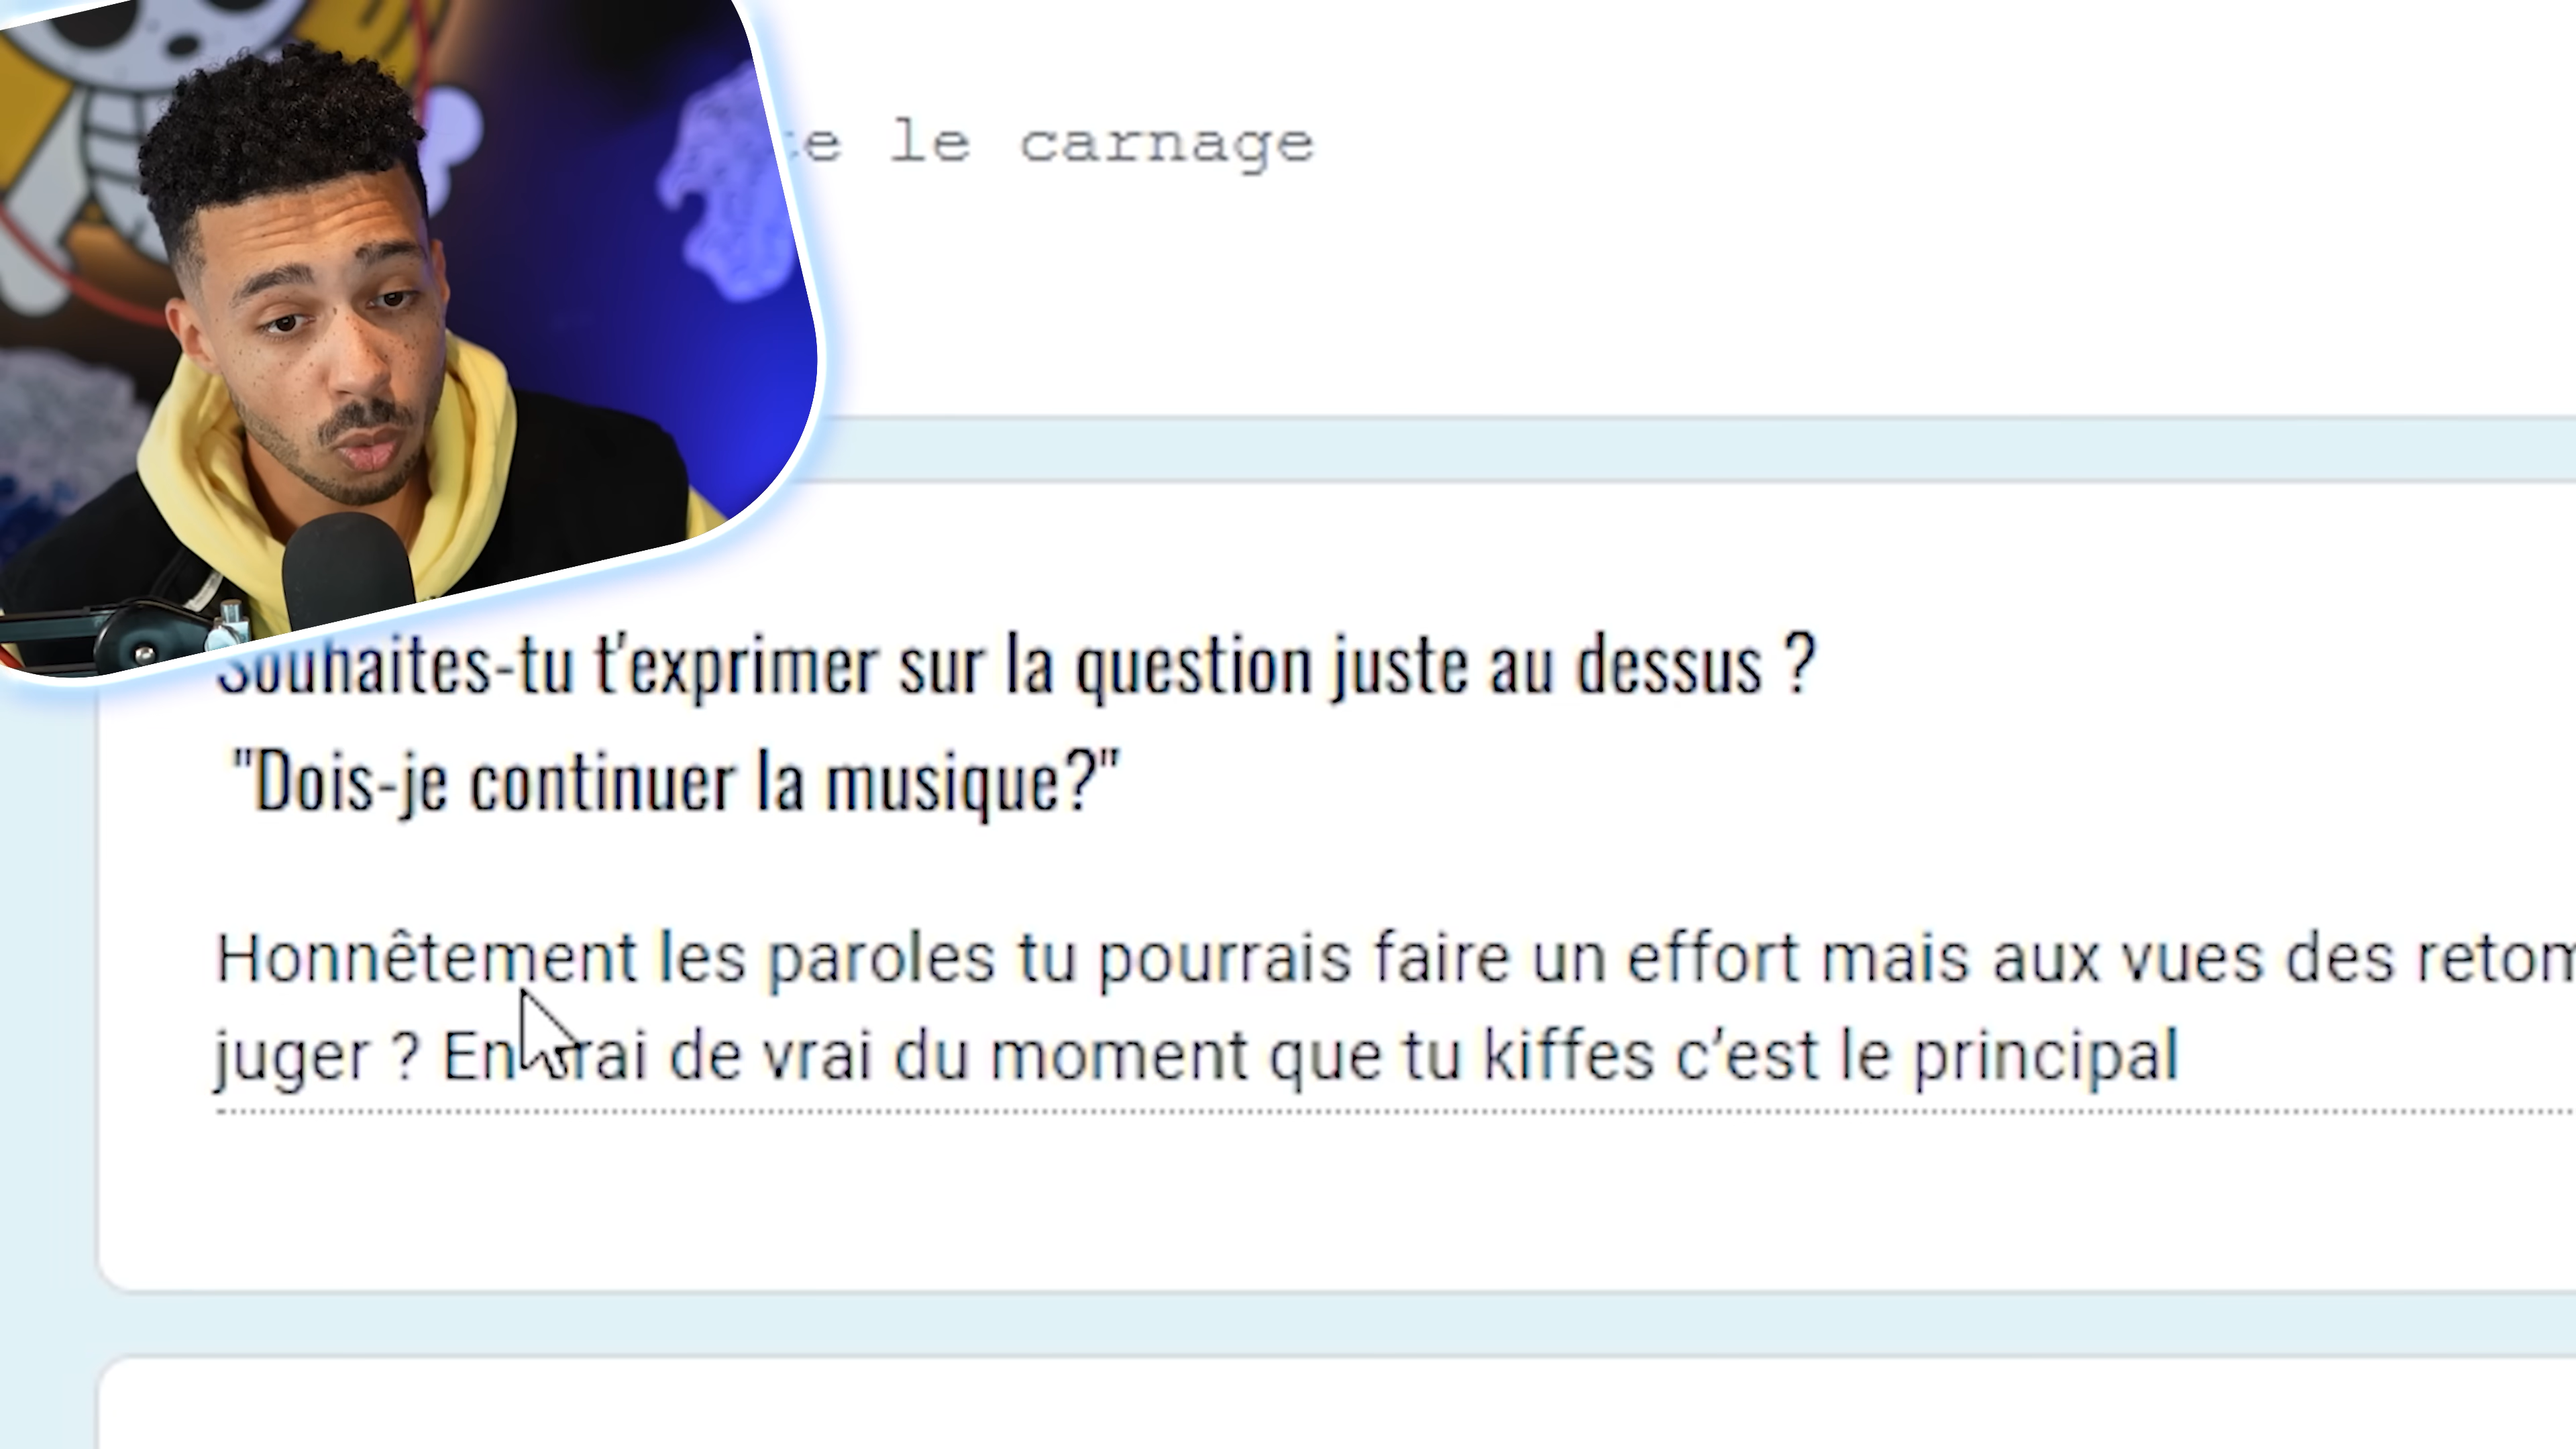 le carnage
Souhaites-tu t'exprimer sur la question juste au dessus ?
"Dois-je continuer la musique?"
Honnêtement les paroles tu pourrais faire un effort mais aux vues des
juger ? En vrai de vrai du moment que tu kiffes c'est le principal